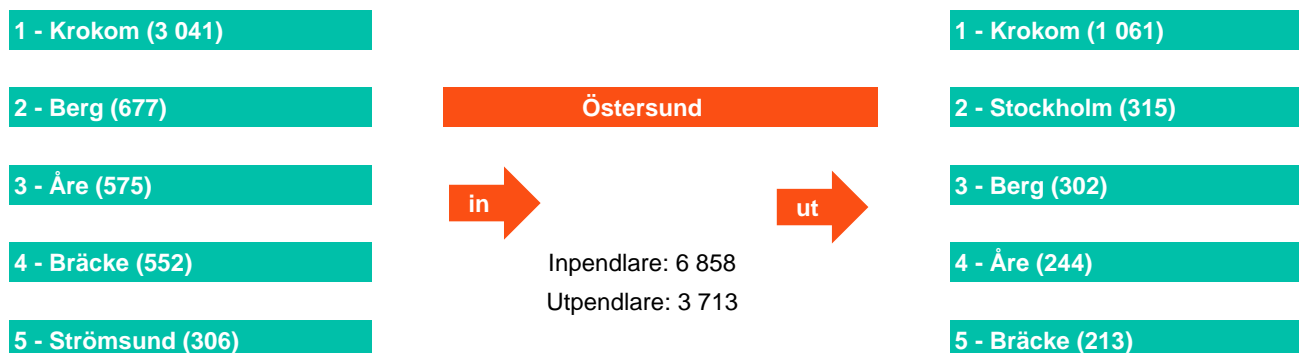 1 - Krokom (3 041)
2 - Berg (677)
3 - Åre (575)
4 - Bräcke (552)
5 - Strömsund (306)
Östersund
in
ut
Inpendlare: 6 858
Utpendlare: 3 713
1 - Krokom (1 061)
2 - Stockholm (315)
3 - Berg (302)
4 - Åre (244)
5 - Bräcke (213)